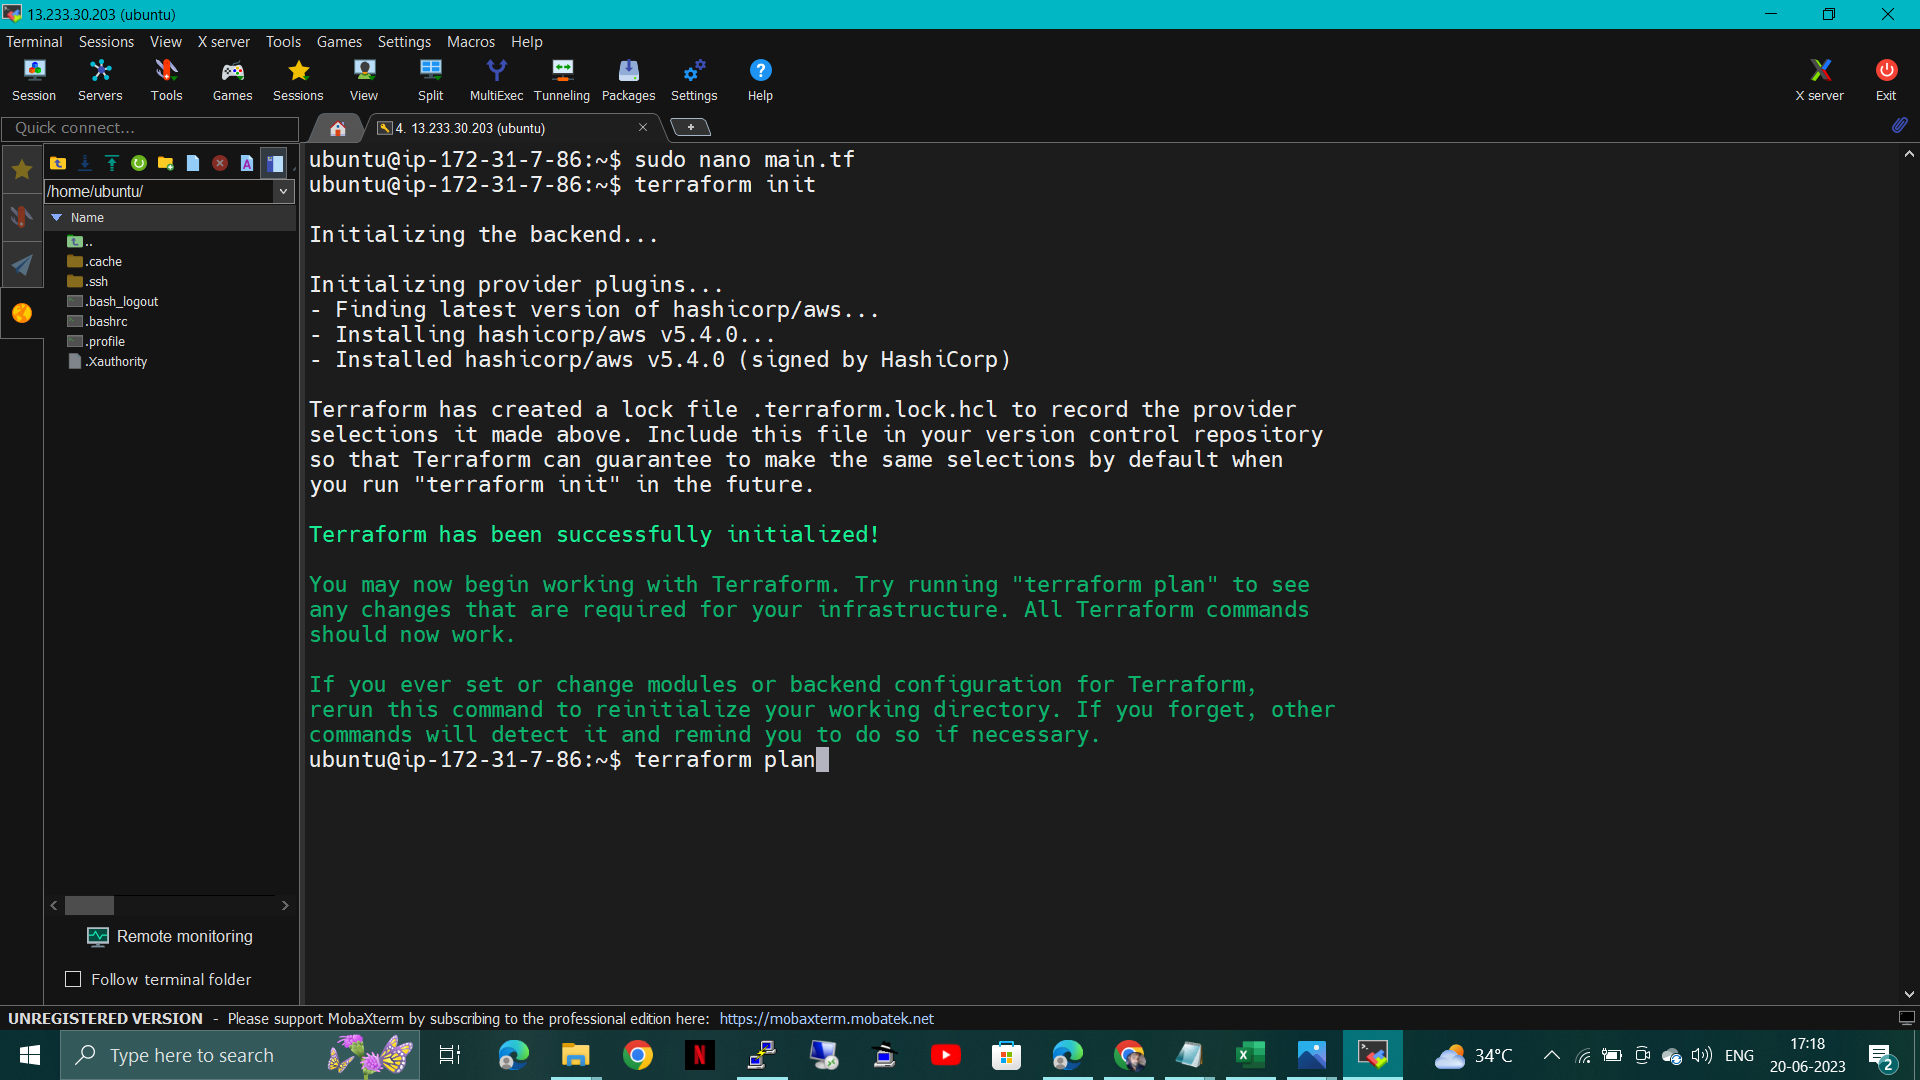 13.233.30.203 (ubuntu)
Terminal Sessions View X server Tools Games Settings Macros Help
Session Servers Tools Games Sessions View Split MultiExec Tunneling Packages Settings Help X server Exit
Quick connect...
4. 13.233.30.203 (ubuntu)
/home/ubuntu/
Name
..
.cache
.ssh
.bash_logout
.bashrc
.profile
.Xauthority
Remote monitoring
Follow terminal folder
ubuntu@ip-172-31-7-86:~$ sudo nano main.tf
ubuntu@ip-172-31-7-86:~$ terraform init
Initializing the backend...
Initializing provider plugins...
- Finding latest version of hashicorp/aws...
- Installing hashicorp/aws v5.4.0...
- Installed hashicorp/aws v5.4.0 (signed by HashiCorp)
Terraform has created a lock file .terraform.lock.hcl to record the provider
selections it made above. Include this file in your version control repository
so that Terraform can guarantee to make the same selections by default when
you run "terraform init" in the future.
Terraform has been successfully initialized!
You may now begin working with Terraform. Try running "terraform plan" to see
any changes that are required for your infrastructure. All Terraform commands
should now work.
If you ever set or change modules or backend configuration for Terraform,
rerun this command to reinitialize your working directory. If you forget, other
commands will detect it and remind you to do so if necessary.
ubuntu@ip-172-31-7-86:~$ terraform plan
UNREGISTERED VERSION - Please support MobaXterm by subscribing to the professional edition here: https://mobaxterm.mobatek.net
Type here to search
34°C
ENG
17:18
20-06-2023
2